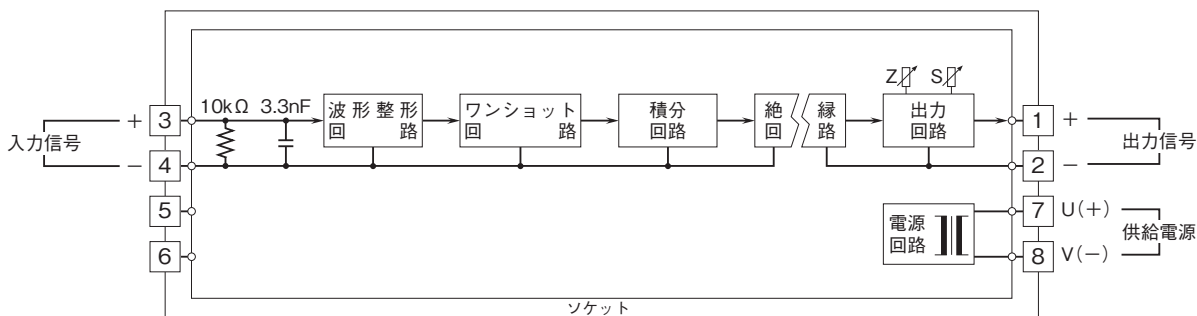 Z S
10kΩ 3.3nF
波形整形
回 路
ワンショット
回 路
積分
回路
絶 縁
回 路
出力
回路
入力信号
+ 3
− 4
5
6
1 +
2 −
出力信号
電源
回路
7 U(+)
8 V(−)
供給電源
ソケット